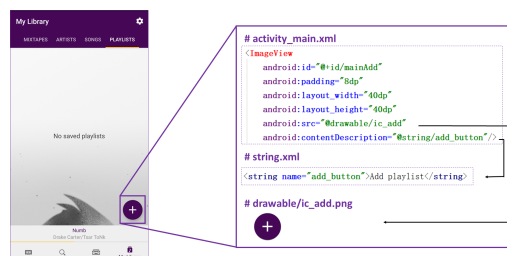 My Library
MIXTAPES ARTISTS SONGS PLAYLISTS
No saved playlists
Numb
Drake Carter/Tear Tollik
# activity_main.xml
<ImageView
android:id="@+id/mainAdd"
android:padding="8dp"
android:layout_width="40dp"
android:layout_height="40dp"
android:src="@drawable/ic_add"
android:contentDescription="@string/add_button"/>
# string.xml
<string name="add_button">Add playlist</string>
# drawable/ic_add.png